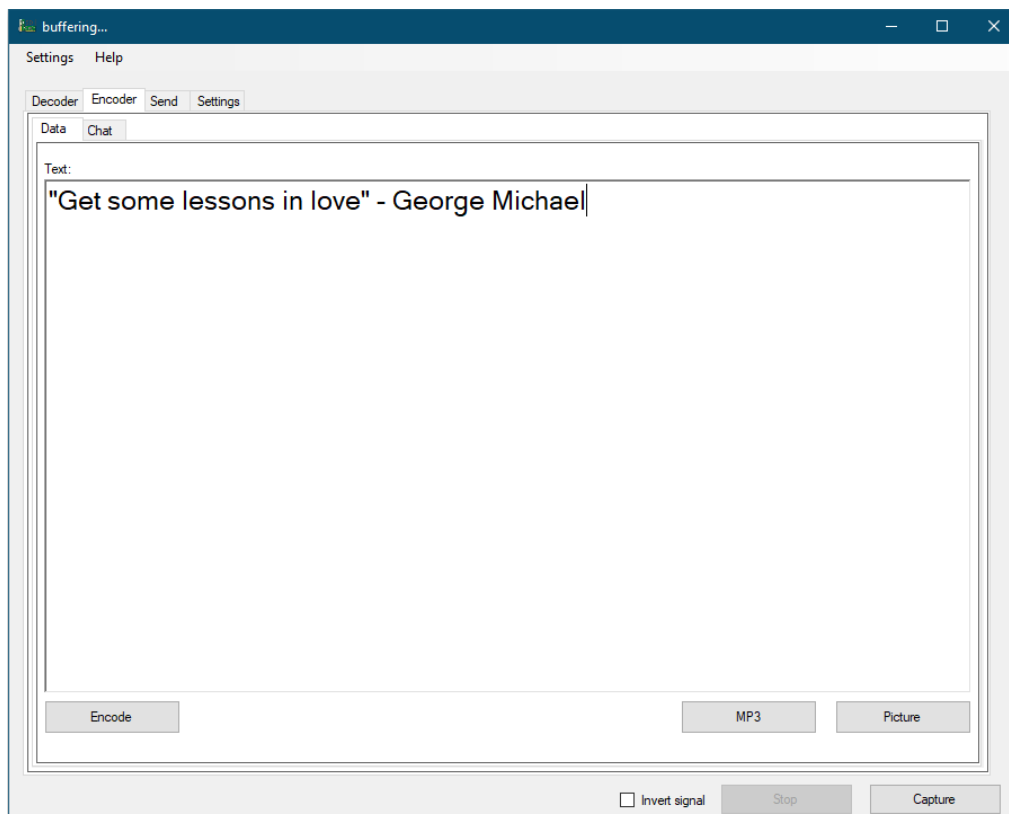 buffering...
Settings Help
Decoder Encoder Send Settings
Data Chat
Text:
"Get some lessons in love" - George Michael
Encode MP3 Picture
Invert signal Stop Capture